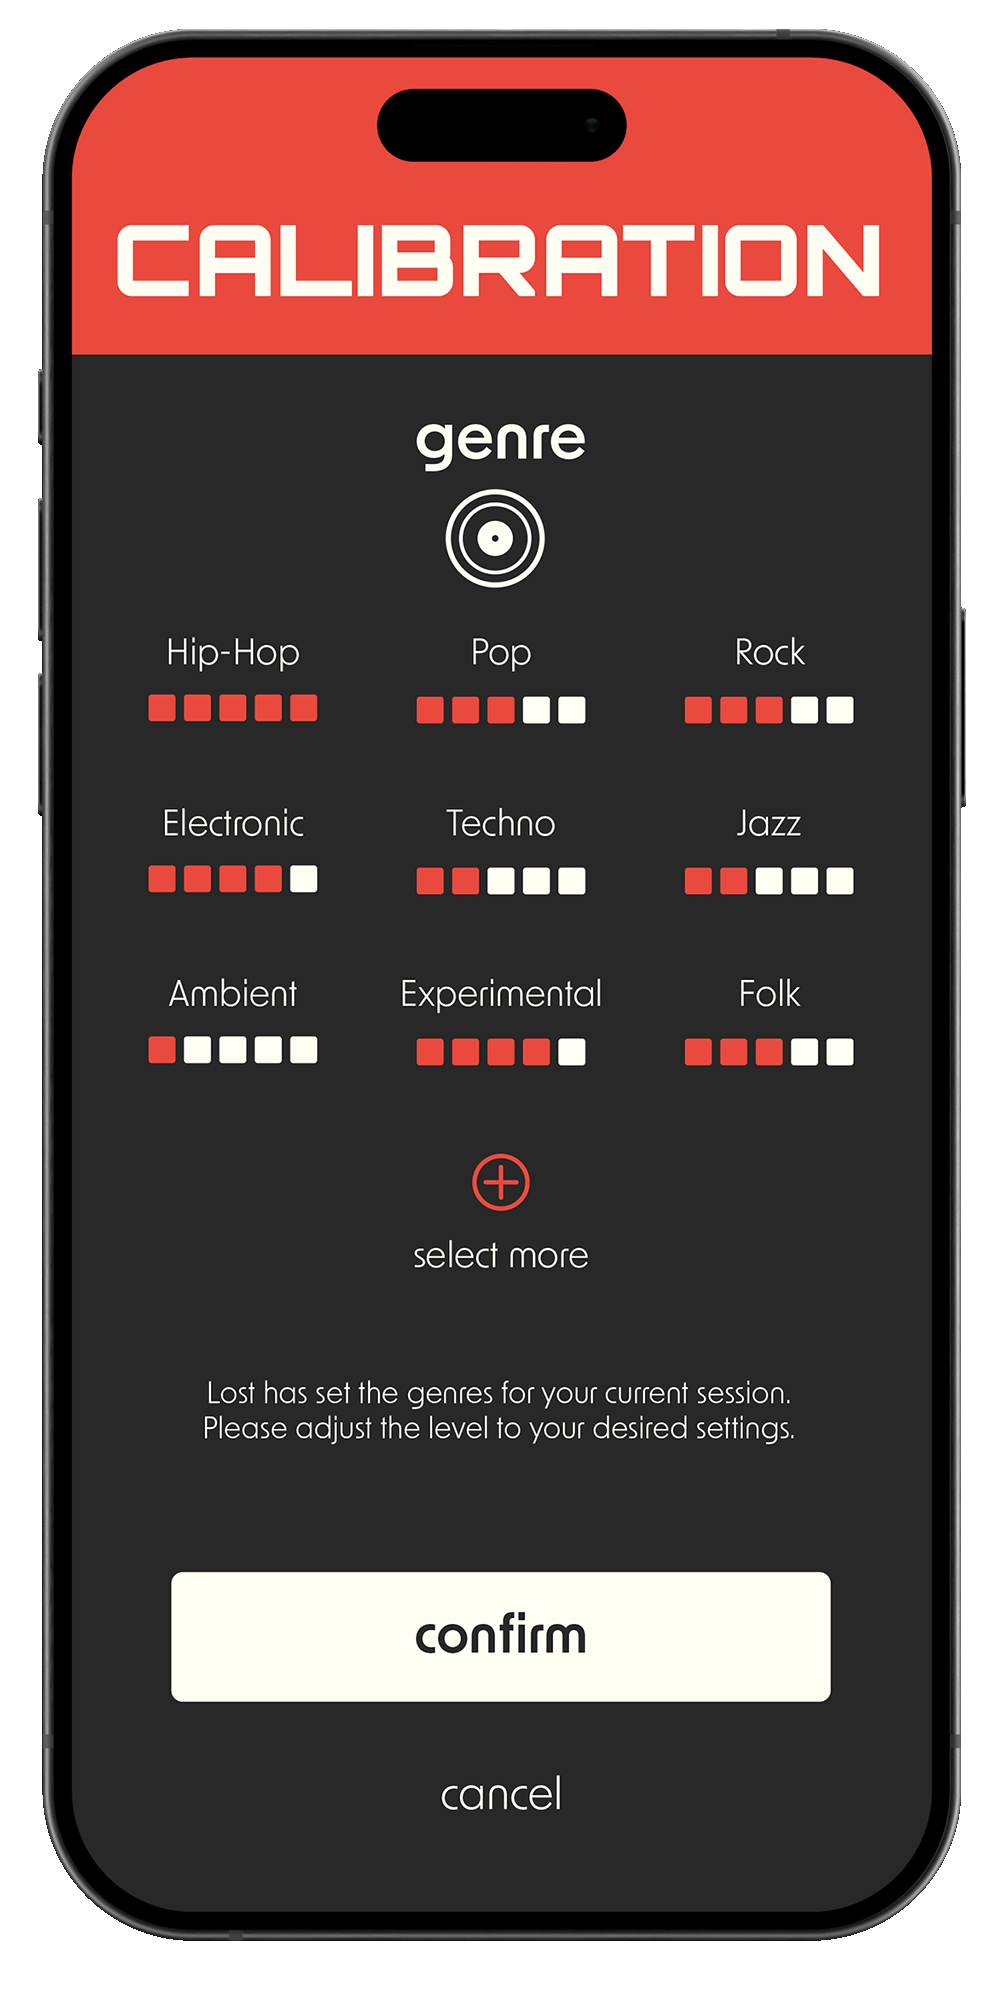 CALIBRATION
genre
Hip-Hop Pop Rock
Electronic Techno Jazz
Ambient Experimental Folk
select more
Lost has set the genres for your current session.
Please adjust the level to your desired settings.
confirm
cancel